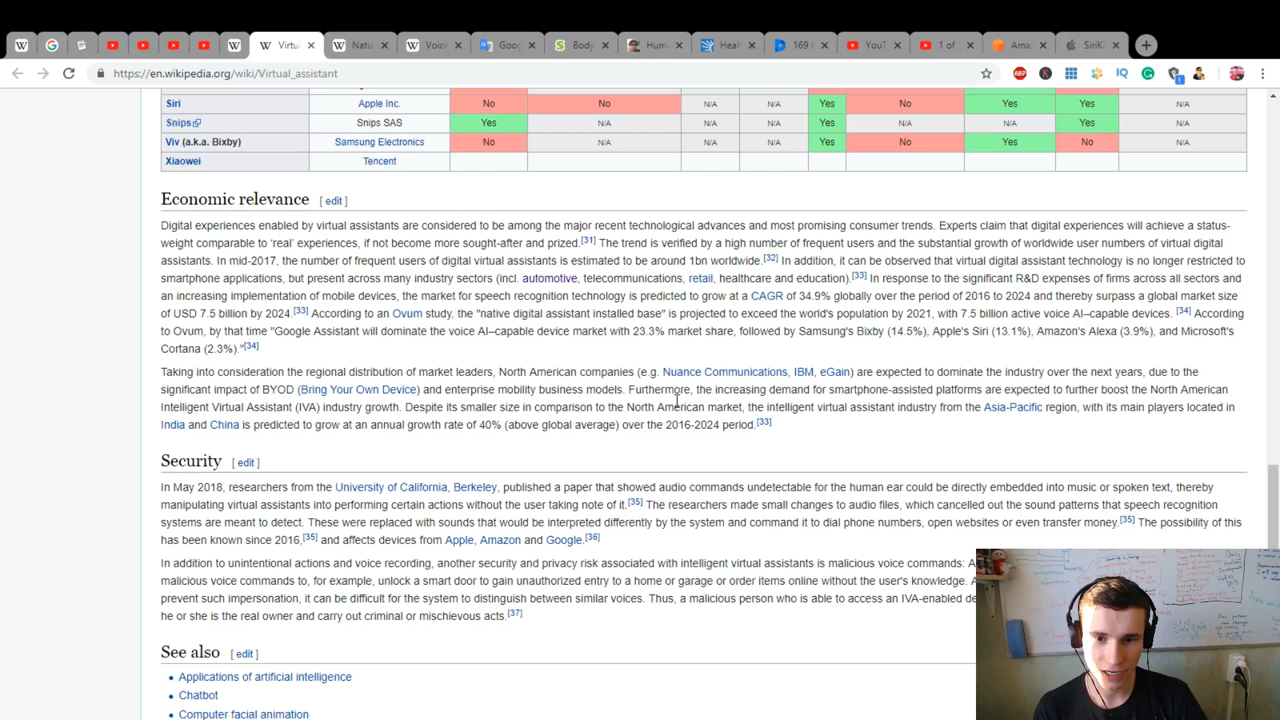 Virtu
Natu
Voice
Goog
Body
Hum
Heal
169 (
YouT
1 of
Ama
SiriK
https://en.wikipedia.org/wiki/Virtual_assistant
Siri Apple Inc. No No N/A N/A Yes No Yes Yes N/A
Snips Snips SAS Yes N/A N/A N/A Yes N/A N/A Yes N/A
Viv (a.k.a. Bixby) Samsung Electronics No N/A N/A N/A Yes No Yes No N/A
Xiaowei Tencent
Economic relevance [ edit ]
Digital experiences enabled by virtual assistants are considered to be among the major recent technological advances and most promising consumer trends. Experts claim that digital experiences will achieve a status-
weight comparable to ‘real’ experiences, if not become more sought-after and prized.[31] The trend is verified by a high number of frequent users and the substantial growth of worldwide user numbers of virtual digital
assistants. In mid-2017, the number of frequent users of digital virtual assistants is estimated to be around 1bn worldwide.[32] In addition, it can be observed that virtual digital assistant technology is no longer restricted to
smartphone applications, but present across many industry sectors (incl. automotive, telecommunications, retail, healthcare and education).[33] In response to the significant R&D expenses of firms across all sectors and
an increasing implementation of mobile devices, the market for speech recognition technology is predicted to grow at a CAGR of 34.9% globally over the period of 2016 to 2024 and thereby surpass a global market size
of USD 7.5 billion by 2024.[33] According to an Ovum study, the "native digital assistant installed base" is projected to exceed the world's population by 2021, with 7.5 billion active voice AI–capable devices. [34] According
to Ovum, by that time "Google Assistant will dominate the voice AI–capable device market with 23.3% market share, followed by Samsung's Bixby (14.5%), Apple's Siri (13.1%), Amazon's Alexa (3.9%), and Microsoft's
Cortana (2.3%)."[34]
Taking into consideration the regional distribution of market leaders, North American companies (e.g. Nuance Communications, IBM, eGain) are expected to dominate the industry over the next years, due to the
significant impact of BYOD (Bring Your Own Device) and enterprise mobility business models. Furthermore, the increasing demand for smartphone-assisted platforms are expected to further boost the North American
Intelligent Virtual Assistant (IVA) industry growth. Despite its smaller size in comparison to the North American market, the intelligent virtual assistant industry from the Asia-Pacific region, with its main players located in
India and China is predicted to grow at an annual growth rate of 40% (above global average) over the 2016-2024 period.[33]
Security [ edit ]
In May 2018, researchers from the University of California, Berkeley, published a paper that showed audio commands undetectable for the human ear could be directly embedded into music or spoken text, thereby
manipulating virtual assistants into performing certain actions without the user taking note of it.[35] The researchers made small changes to audio files, which cancelled out the sound patterns that speech recognition
systems are meant to detect. These were replaced with sounds that would be interpreted differently by the system and command it to dial phone numbers, open websites or even transfer money.[35] The possibility of this
has been known since 2016,[35] and affects devices from Apple, Amazon and Google.[36]
In addition to unintentional actions and voice recording, another security and privacy risk associated with intelligent virtual assistants is malicious voice commands: A
malicious voice commands to, for example, unlock a smart door to gain unauthorized entry to a home or garage or order items online without the user's knowledge. A
prevent such impersonation, it can be difficult for the system to distinguish between similar voices. Thus, a malicious person who is able to access an IVA-enabled de
he or she is the real owner and carry out criminal or mischievous acts.[37]
See also [ edit ]
Applications of artificial intelligence
Chatbot
Computer facial animation